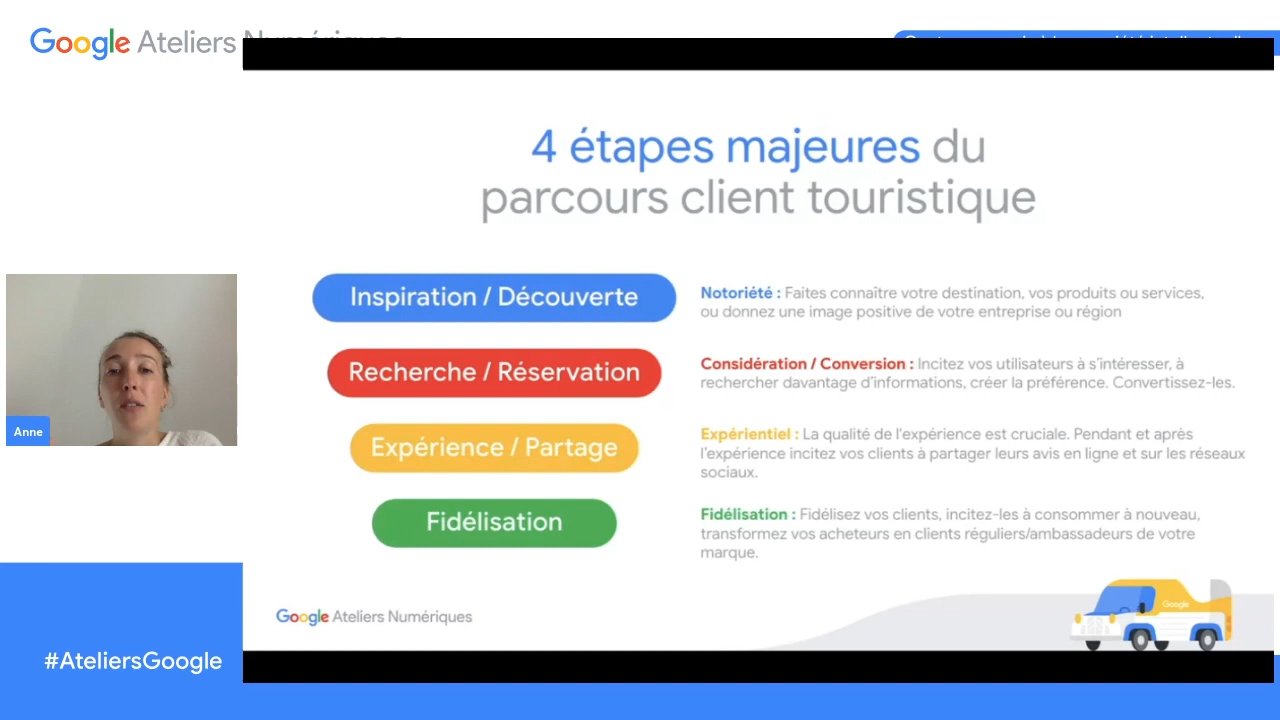 Google Ateliers
4 étapes majeures du
parcours client touristique
Inspiration / Découverte
Notoriété : Faites connaître votre destination, vos produits ou services,
ou donnez une image positive de votre entreprise ou région
Recherche / Réservation
Considération / Conversion : Incitez vos utilisateurs à s'intéresser, à
rechercher davantage d'informations, créer la préférence. Convertissez-les.
Expérience / Partage
Expérientiel : La qualité de l'expérience est cruciale. Pendant et après
l'expérience incitez vos clients à partager leurs avis en ligne et sur les réseaux
sociaux.
Fidélisation
Fidélisation : Fidélisez vos clients, incitez-les à consommer à nouveau,
transformez vos acheteurs en clients réguliers/ambassadeurs de votre
marque.
Anne
Google
Google Ateliers Numériques
#AteliersGoogle